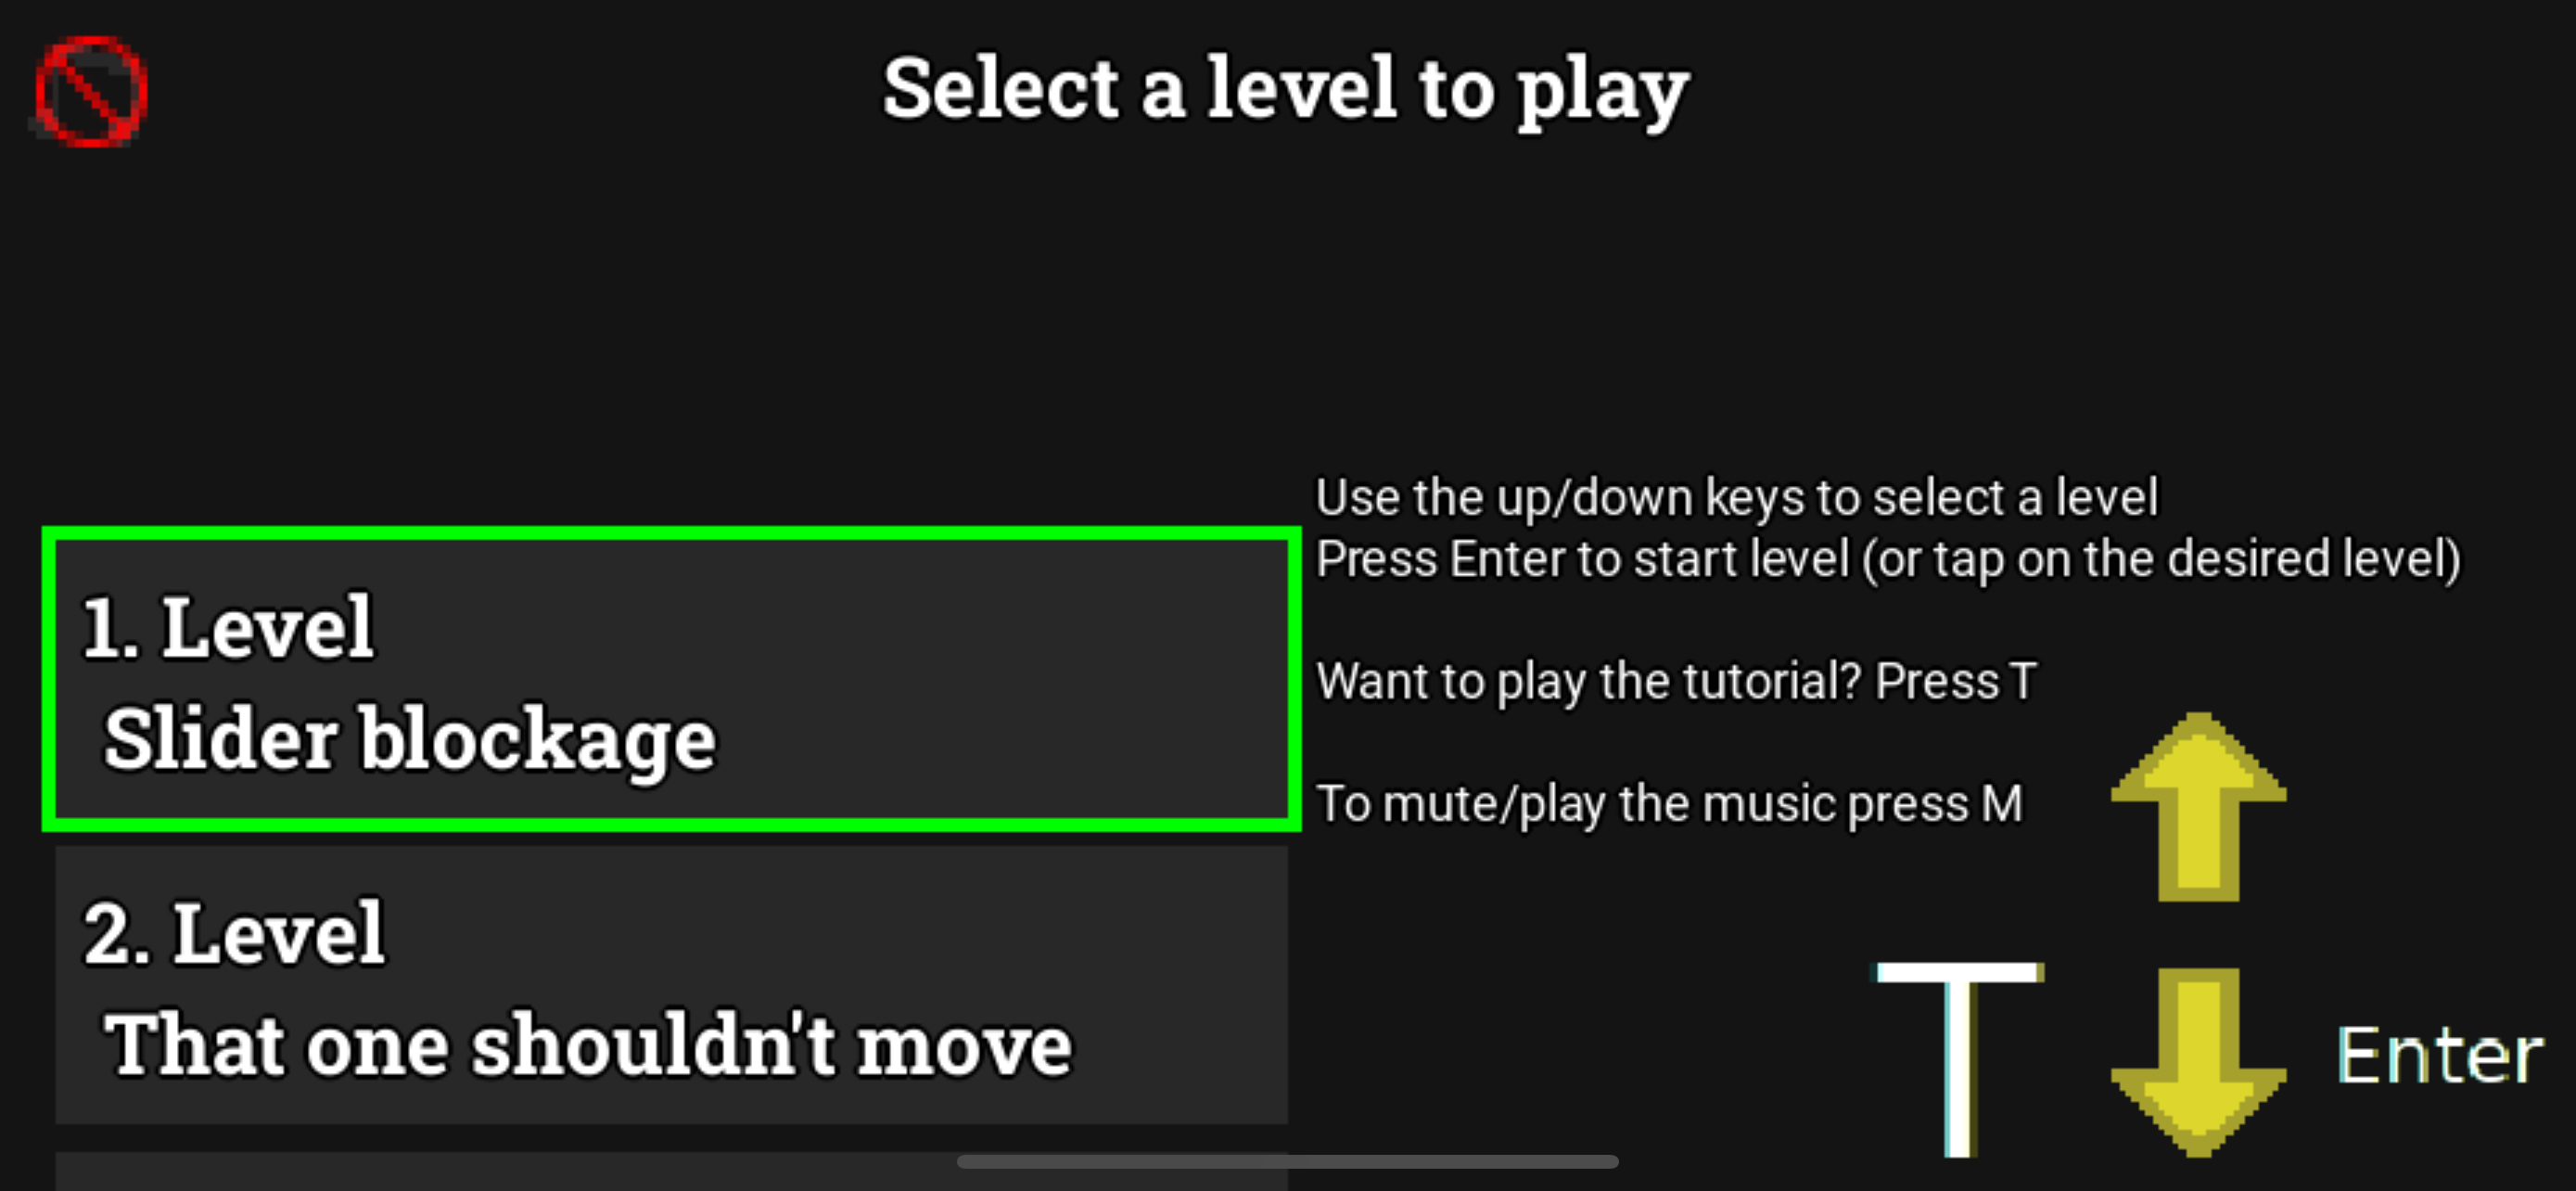 Select a level to play
1. Level
Slider blockage
2. Level
That one shouldn't move
Use the up/down keys to select a level
Press Enter to start level (or tap on the desired level)
Want to play the tutorial? Press T
To mute/play the music press M
T
Enter